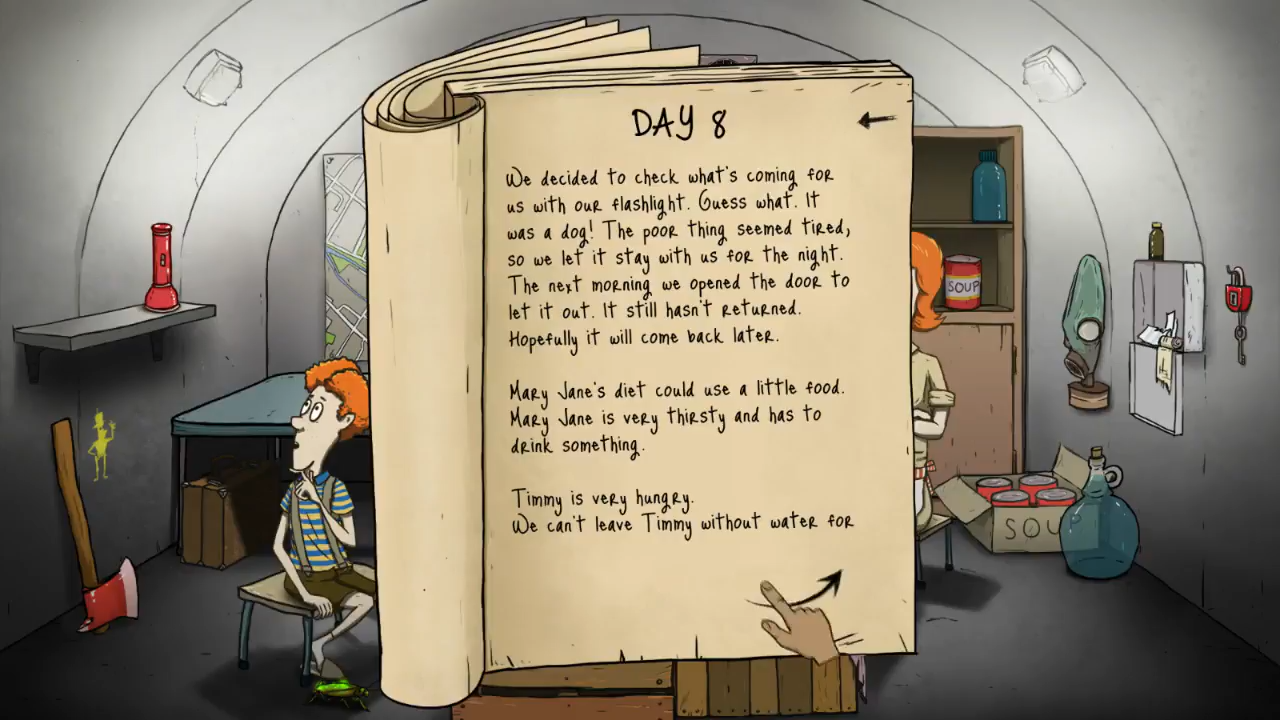 DAY 8
We decided to check what's coming for
us with our flashlight. Guess what. It
was a dog! The poor thing seemed tired,
so we let it stay with us for the night.
The next morning we opened the door to
let it out. It still hasn't returned.
Hopefully it will come back later.
Mary Jane's diet could use a little food.
Mary Jane is very thirsty and has to
drink something.
Timmy is very hungry.
We can't leave Timmy without water for
SOUP
SOU